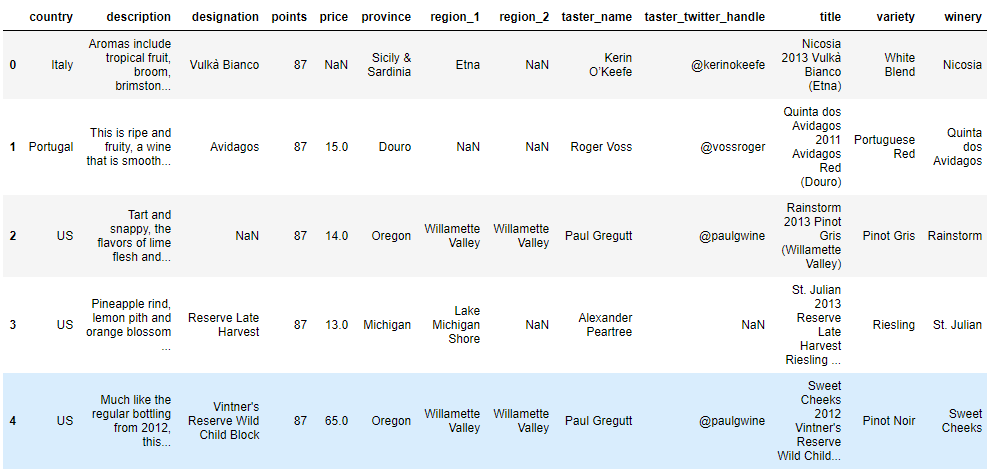 country description designation points price province region_1 region_2 taster_name taster_twitter_handle title variety winery
0 Italy Aromas include tropical fruit, broom, brimston... Vulkà Bianco 87 NaN Sicily & Sardinia Etna NaN Kerin O'Keefe @kerinokeefe Nicosia 2013 Vulkà Bianco (Etna) White Blend Nicosia
1 Portugal This is ripe and fruity, a wine that is smooth... Avidagos 87 15.0 Douro NaN NaN Roger Voss @vossroger Quinta dos Avidagos 2011 Avidagos Red (Douro) Portuguese Red Quinta dos Avidagos
2 US Tart and snappy, the flavors of lime flesh and... NaN 87 14.0 Oregon Willamette Valley Willamette Valley Paul Gregutt @paulgwine Rainstorm 2013 Pinot Gris (Willamette Valley) Pinot Gris Rainstorm
3 US Pineapple rind, lemon pith and orange blossom ... Reserve Late Harvest 87 13.0 Michigan Lake Michigan Shore NaN Alexander Peartree NaN St. Julian 2013 Reserve Late Harvest Riesling ... Riesling St. Julian
4 US Much like the regular bottling from 2012, this... Vintner's Reserve Wild Child Block 87 65.0 Oregon Willamette Valley Willamette Valley Paul Gregutt @paulgwine Sweet Cheeks 2012 Vintner's Reserve Wild Child... Pinot Noir Sweet Cheeks